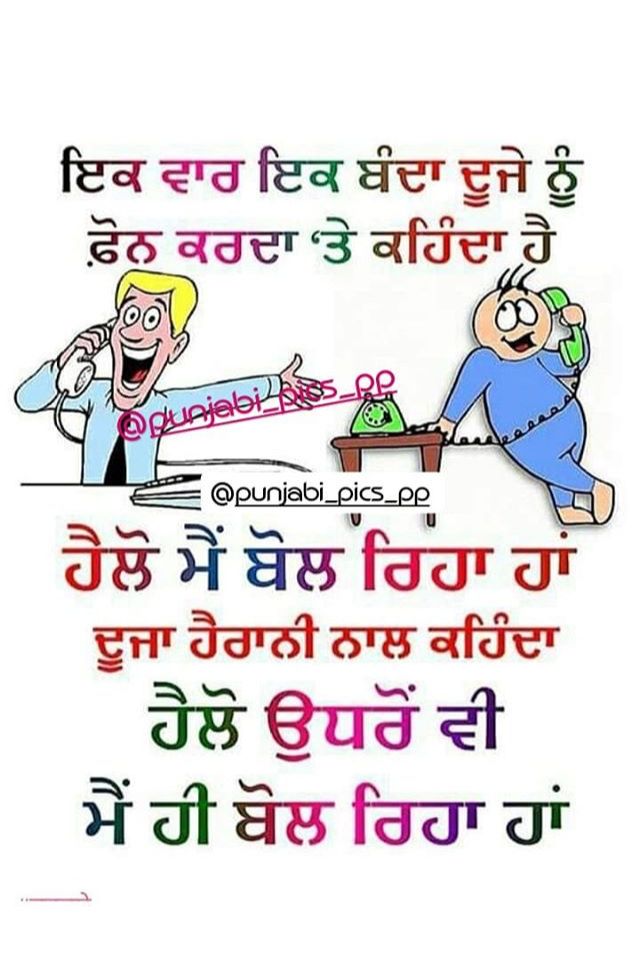 ਇਕ ਵਾਰ ਇਕ ਬੰਦਾ ਦੂਜੇ ਨੂੰ
ਫ਼ੋਨ ਕਰਦਾ ‘ਤੇ ਕਹਿੰਦਾ ਹੈ
@punjabi_pics_pp
@punjabi_pics_pp
ਹੈਲੋ ਮੈਂ ਬੋਲ ਰਿਹਾ ਹਾਂ
ਦੂਜਾ ਹੈਰਾਨੀ ਨਾਲ ਕਹਿੰਦਾ
ਹੈਲੋ ਉਧਰੋਂ ਵੀ
ਮੈਂ ਹੀ ਬੋਲ ਰਿਹਾ ਹਾਂ